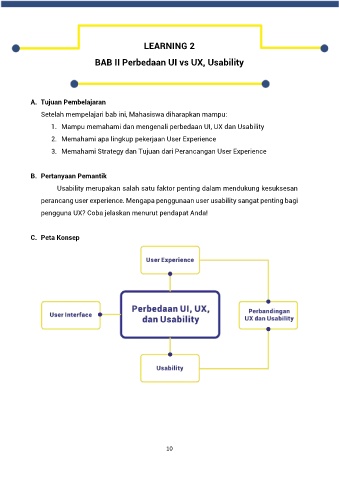 LEARNING 2
BAB II Perbedaan UI vs UX, Usability
A. Tujuan Pembelajaran
Setelah mempelajari bab ini, Mahasiswa diharapkan mampu:
1. Mampu memahami dan mengenali perbedaan UI, UX dan Usability
2. Memahami apa lingkup pekerjaan User Experience
3. Memahami Strategy dan Tujuan dari Perancangan User Experience
B. Pertanyaan Pemantik
Usability merupakan salah satu faktor penting dalam mendukung kesuksesan
perancang user experience. Mengapa penggunaan user usability sangat penting bagi
pengguna UX? Coba jelaskan menurut pendapat Anda!
C. Peta Konsep
User Experience
User Interface
Perbedaan UI, UX,
dan Usability
Perbandingan
UX dan Usability
Usability
10